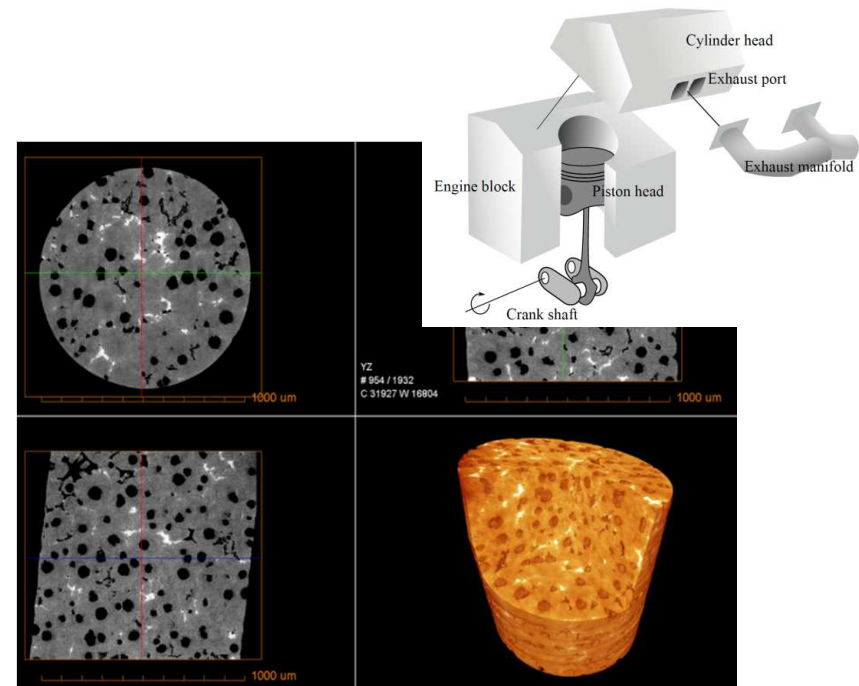 Cylinder head
Exhaust port
Engine block
Piston head
Exhaust manifold
Crank shaft
YZ
# 954 / 1932
C 31927 W 16804
1000 um
1000 um
1000 um